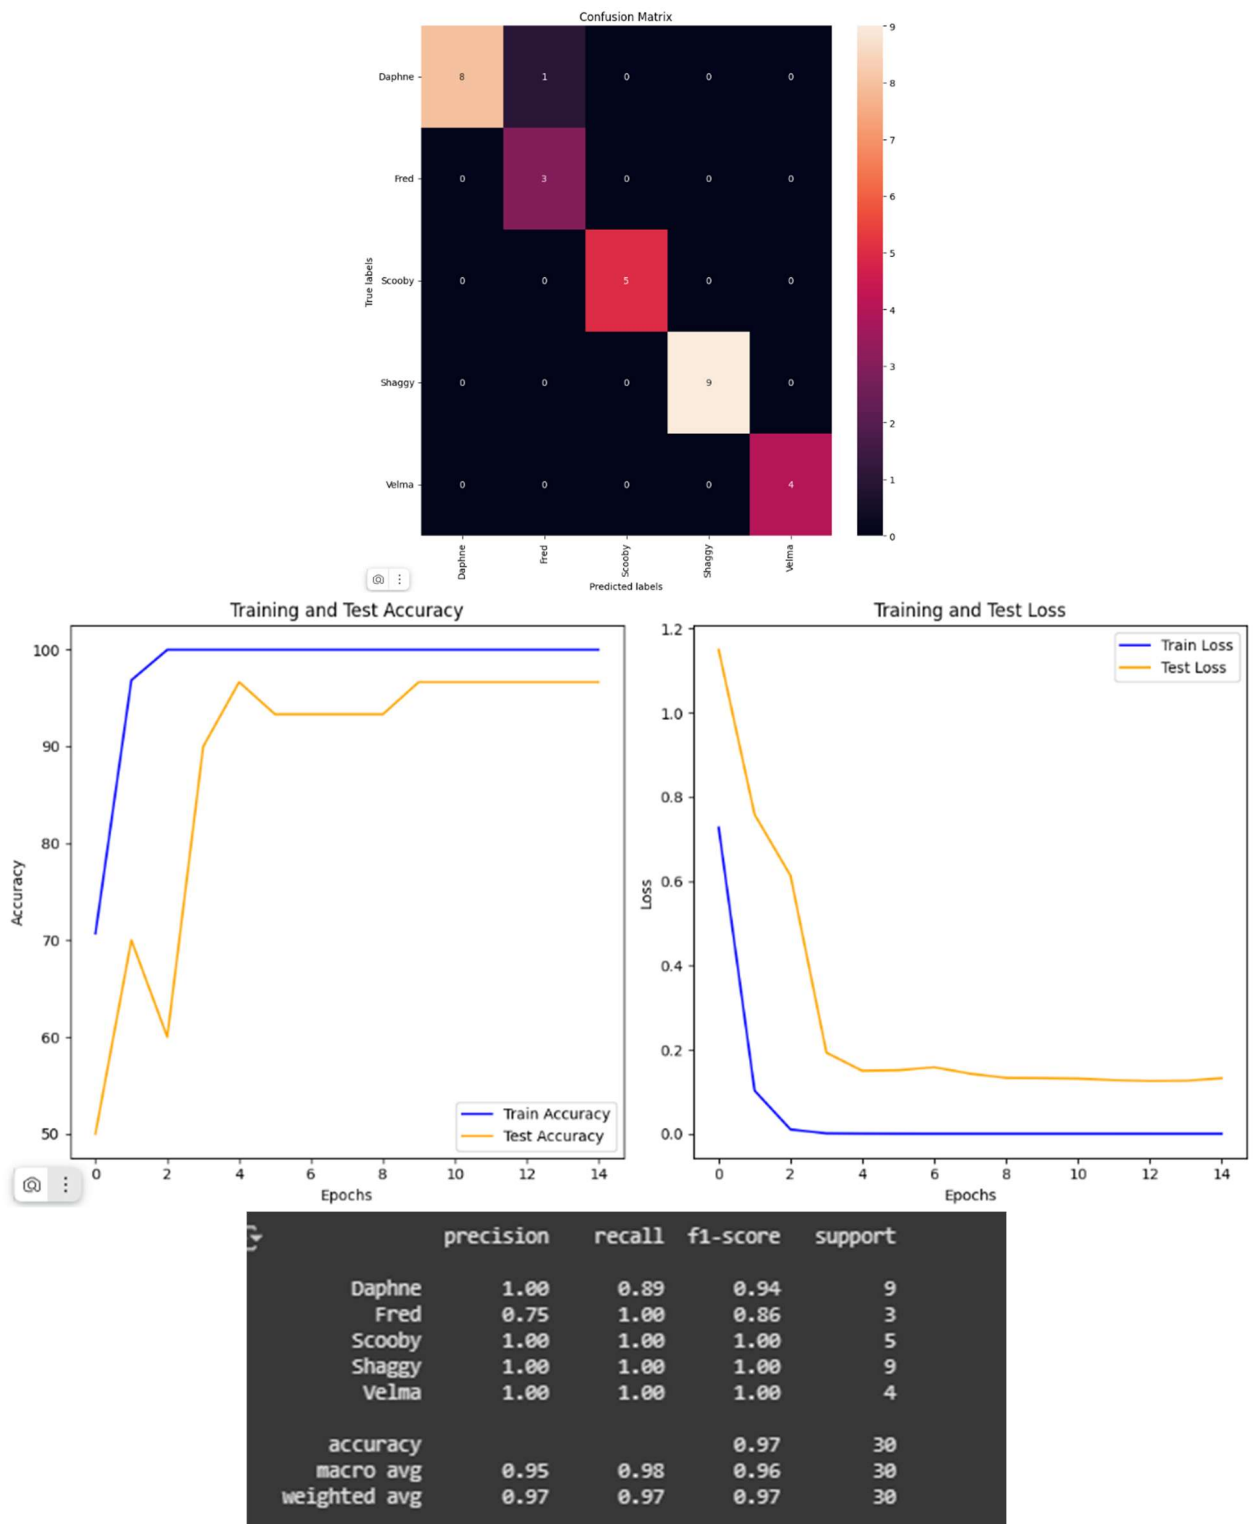 Confusion Matrix
Daphne 8 1 0 0 0
Fred 0 3 0 0 0
Scooby 0 0 5 0 0
Shaggy 0 0 0 9 0
Velma 0 0 0 0 4
True labels
Daphne Fred Scooby Shaggy Velma
Predicted labels
9
8
7
6
5
4
3
2
1
0
Training and Test Accuracy
100
90
80
70
60
50
Accuracy
Train Accuracy
Test Accuracy
0 2 4 6 8 10 12 14
Epochs
Training and Test Loss
1.2
1.0
0.8
0.6
0.4
0.2
0.0
Loss
Train Loss
Test Loss
0 2 4 6 8 10 12 14
Epochs
precision recall f1-score support
Daphne 1.00 0.89 0.94 9
Fred 0.75 1.00 0.86 3
Scooby 1.00 1.00 1.00 5
Shaggy 1.00 1.00 1.00 9
Velma 1.00 1.00 1.00 4
accuracy 0.97 30
macro avg 0.95 0.98 0.96 30
weighted avg 0.97 0.97 0.97 30